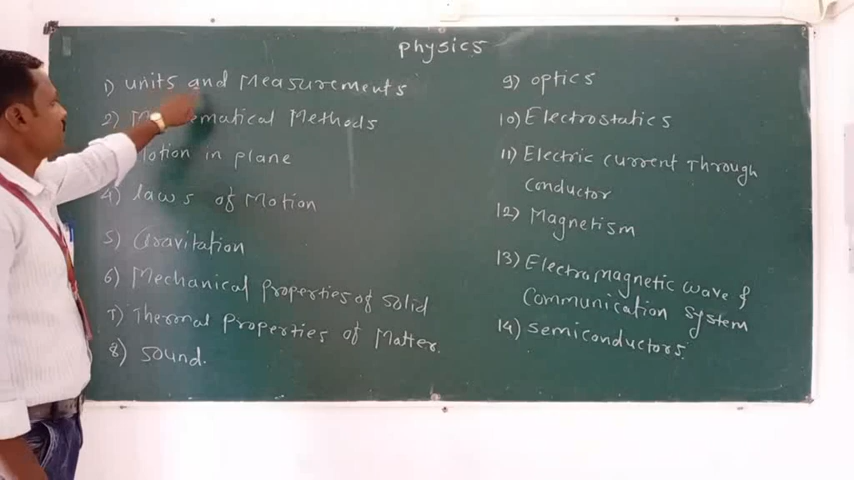 physics
1) units and Measurements
2) Mathematical Methods
Motion in plane
4) laws of Motion
5) Gravitation
6) Mechanical properties of solid
7) Thermal properties of Matter.
8) sound.
9) optics
10) Electrostatics
11) Electric current Through
conductor
12) Magnetism
13) Electromagnetic wave &
communication system
14) semiconductors.